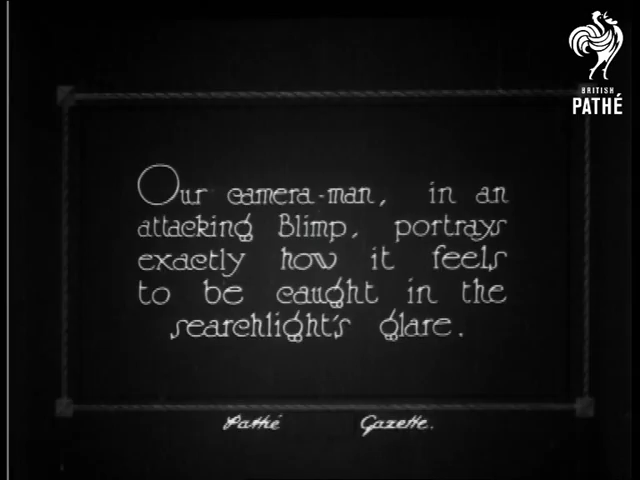 BRITISH
PATHÉ
Our camera-man, in an
attacking Blimp, portrays
exactly how it feels
to be caught in the
searchlight's glare.
Pathé Gazette.